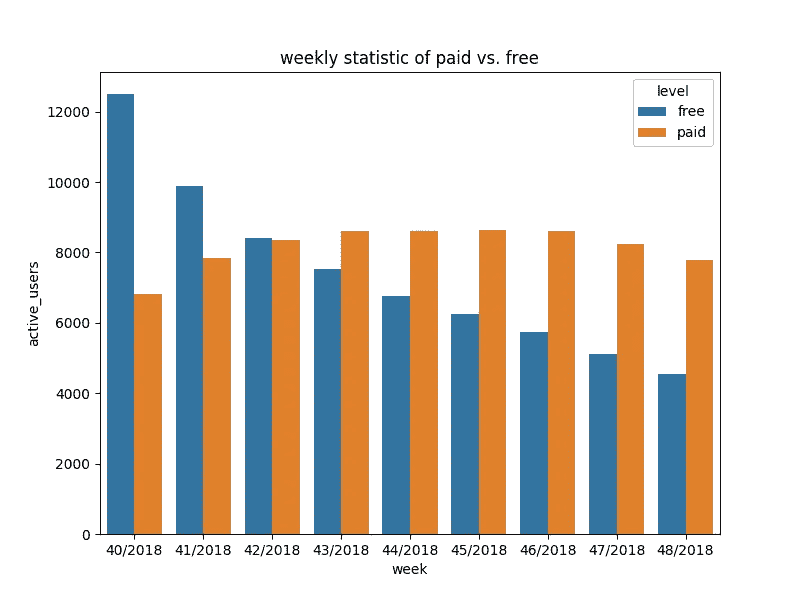 weekly statistic of paid vs. free
level
free
paid
active_users
12000
10000
8000
6000
4000
2000
0
40/2018 41/2018 42/2018 43/2018 44/2018 45/2018 46/2018 47/2018 48/2018
week